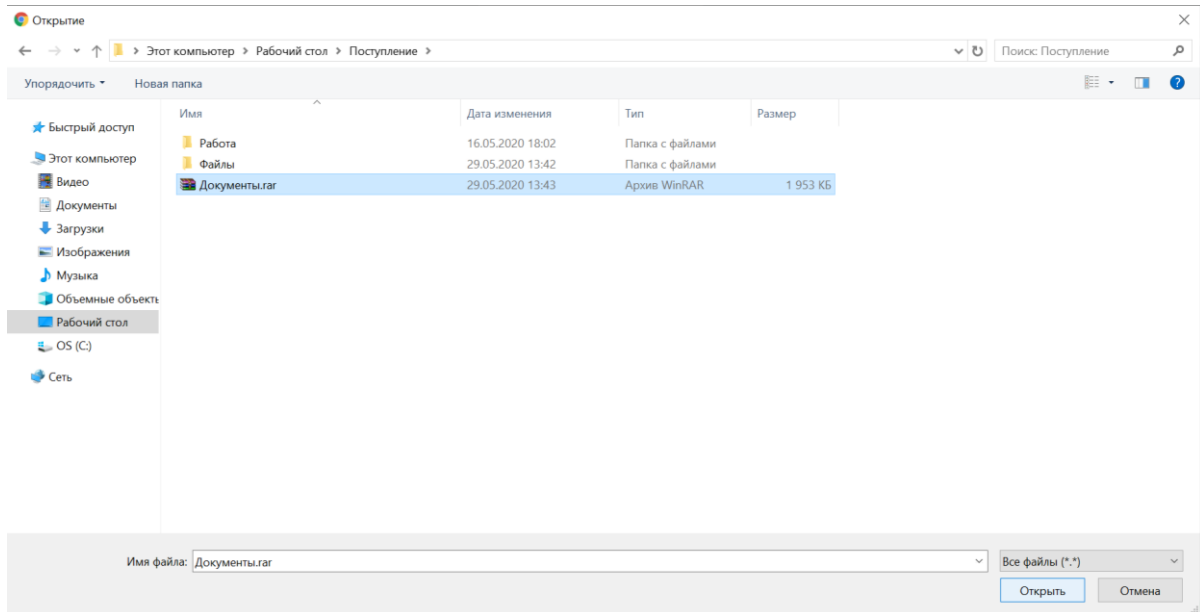 Открытие
Этот компьютер > Рабочий стол > Поступление >
Поиск: Поступление
Упорядочить
Новая папка
Имя Дата изменения Тип Размер
Быстрый доступ
Этот компьютер
Видео
Документы
Загрузки
Изображения
Музыка
Объемные объекты
Рабочий стол
OS (C:)
Сеть
Работа 16.05.2020 18:02 Папка с файлами
Файлы 29.05.2020 13:42 Папка с файлами
Документы.rar 29.05.2020 13:43 Архив WinRAR 1 953 КБ
Имя файла: Документы.rar
Все файлы (*.*)
Открыть Отмена